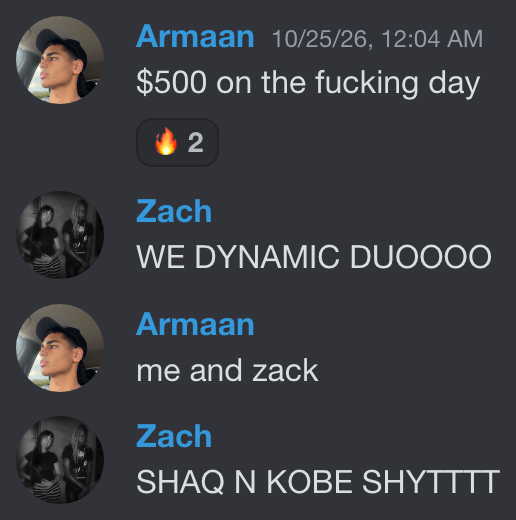 Armaan 10/25/26, 12:04 AM
$500 on the fucking day
🔥 2
Zach
WE DYNAMIC DUOOOO
Armaan
me and zack
Zach
SHAQ N KOBE SHYTTTT